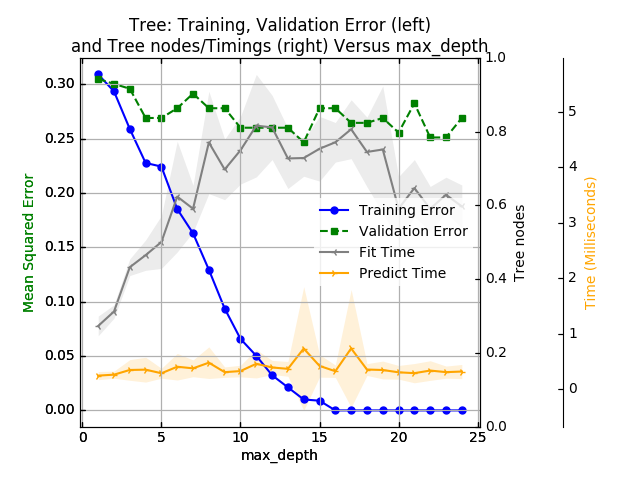 Tree: Training, Validation Error (left)
and Tree nodes/Timings (right) Versus max_depth
Mean Squared Error
0.30
0.25
0.20
0.15
0.10
0.05
0.00
0
5
10
15
20
25
max_depth
Training Error
Validation Error
Fit Time
Predict Time
1.0
0.8
0.6
0.4
0.2
0.0
Tree nodes
5
4
3
2
1
0
Time (Milliseconds)